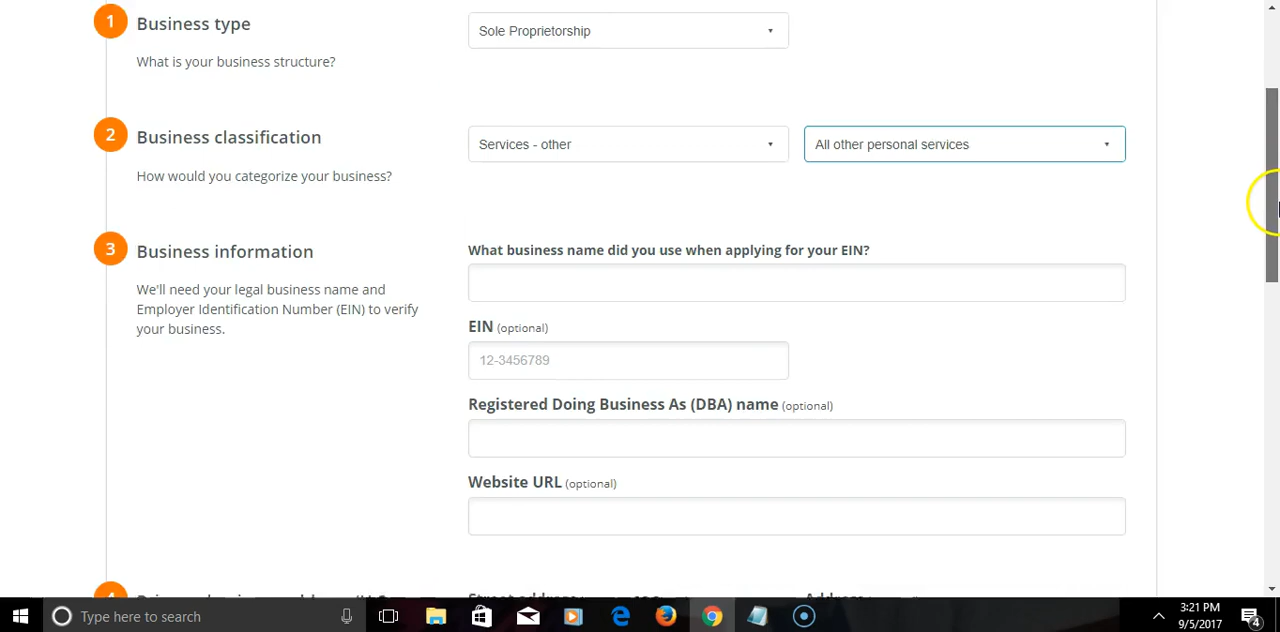 1 Business type
Sole Proprietorship
What is your business structure?
2 Business classification
Services - other
All other personal services
How would you categorize your business?
3 Business information
We'll need your legal business name and
Employer Identification Number (EIN) to verify
your business.
What business name did you use when applying for your EIN?
EIN (optional)
12-3456789
Registered Doing Business As (DBA) name (optional)
Website URL (optional)
Type here to search
3:21 PM
9/5/2017
4